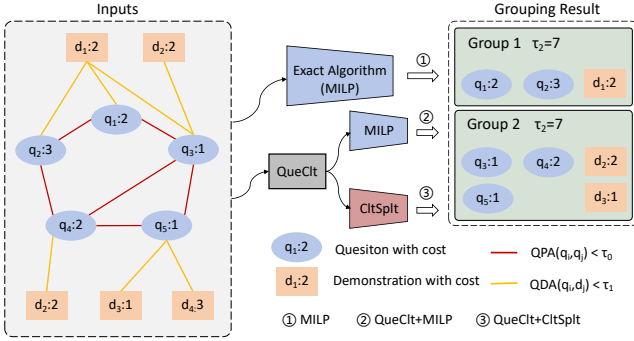 Inputs
d₁:2
d₂:2
q₁:2
q₂:3
q₃:1
q₄:2
q₅:1
d₂:2
d₃:1
d₄:3
Exact Algorithm
(MILP)
QueClt
MILP
CltSplt
①
②
③
Grouping Result
Group 1 τ₂=7
q₁:2
q₂:3
d₁:2
Group 2 τ₂=7
q₃:1
q₄:2
d₂:2
q₅:1
d₃:1
q₁:2 Quesiton with cost
QPA(qᵢ,qⱼ) < τ₀
d₁:2 Demonstration with cost
QDA(qᵢ,dⱼ) < τ₁
① MILP ② QueClt+MILP ③ QueClt+CltSplt